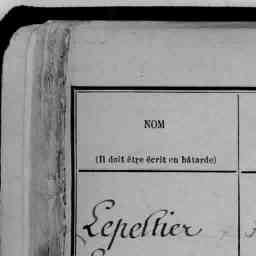 NOM
(Il doit être écrit en bâtarde)
Lepeltier